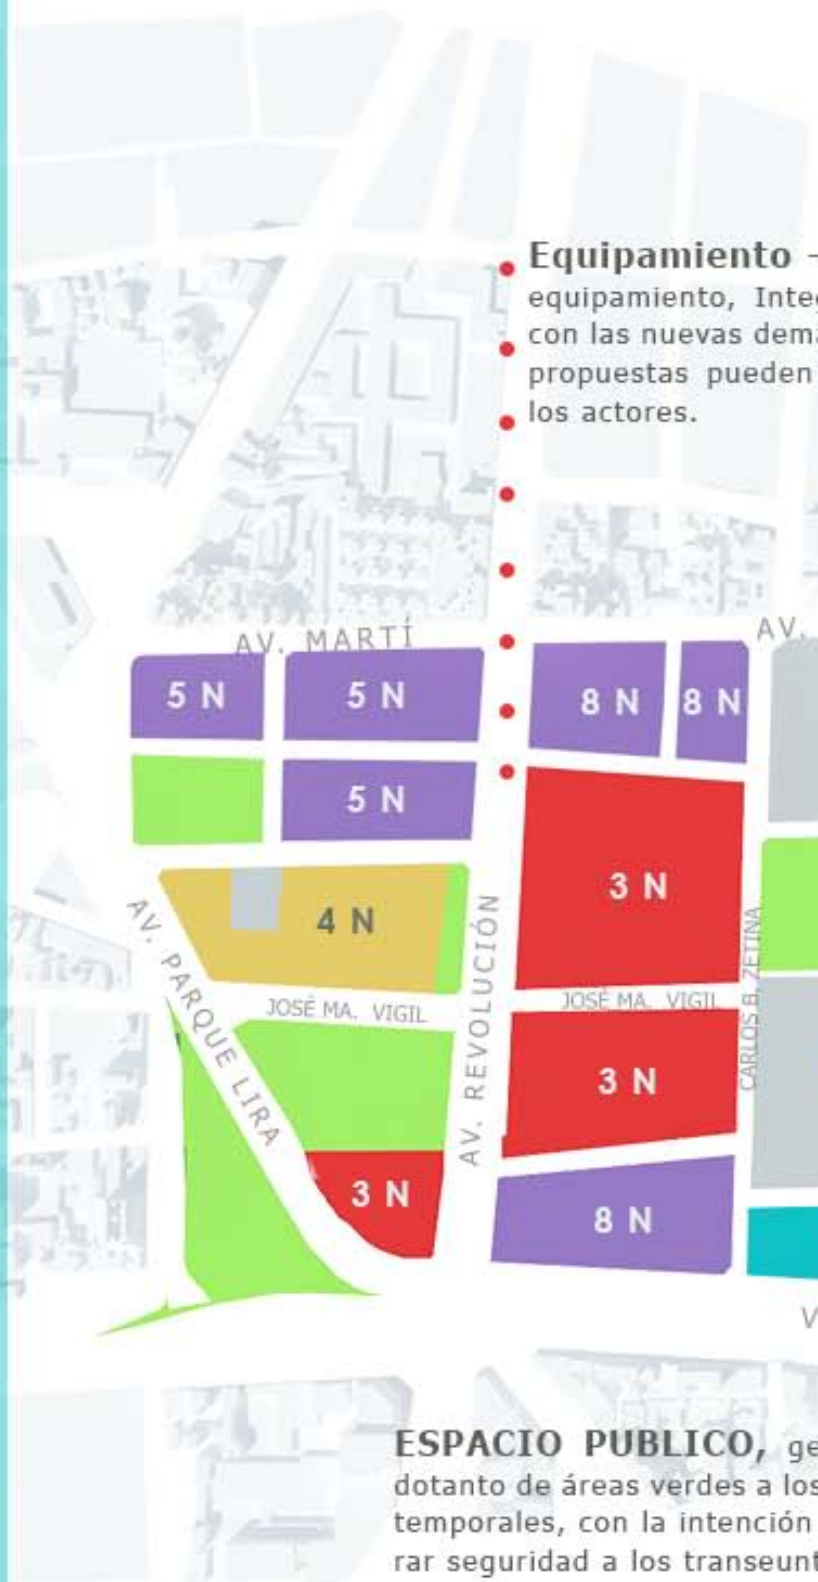 Equipamiento -
equipamiento,
con las nuevas
propuestas pueden
los actores.
AV. MARTÍ
AV.
5 N
5 N
8 N
8 N
5 N
3 N
4 N
AV. PARQUE LIRA
JOSÉ MA. VIGIL
AV. REVOLUCIÓN
JOSÉ MA. VIGIL
CARLOS B. ZETINA
3 N
3 N
8 N
V
ESPACIO PUBLICO, ge
dotanto de áreas verdes a los
temporales, con la intención
rar seguridad a los transeunt